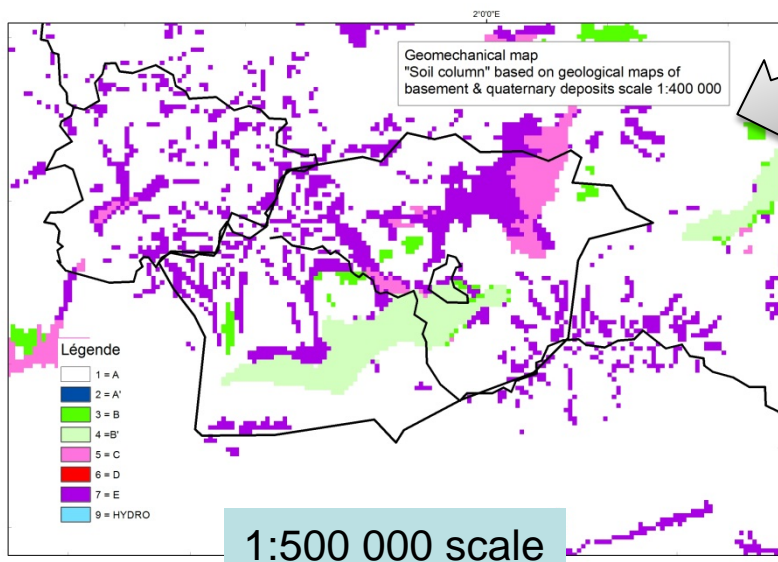 2°0'0"E
Geomechanical map
"Soil column" based on geological maps of
basement & quaternary deposits scale 1:400 000
Légende
1 = A
2 = A'
3 = B
4 =B'
5 = C
6 = D
7 = E
9 = HYDRO
1:500 000 scale